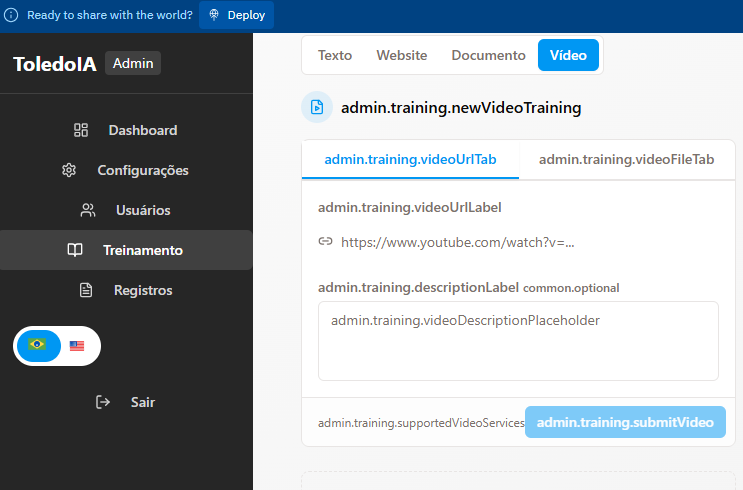 Ready to share with the world? Deploy
ToledoIA Admin
Dashboard
Configurações
Usuários
Treinamento
Registros
Sair
Texto Website Documento Vídeo
admin.training.newVideoTraining
admin.training.videoUrlTab admin.training.videoFileTab
admin.training.videoUrlLabel
https://www.youtube.com/watch?v=...
admin.training.descriptionLabel common.optional
admin.training.videoDescriptionPlaceholder
admin.training.supportedVideoServices admin.training.submitVideo